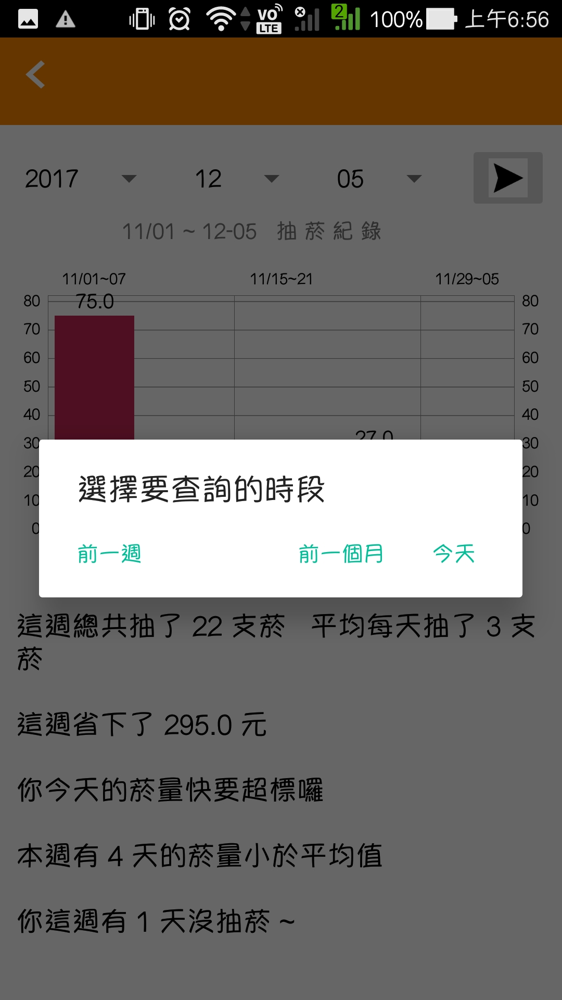 VO LTE 2 100% 上午6:56
2017 12 05
11/01 ~ 12-05 抽 菸 紀 錄
11/01~07 11/15~21 11/29~05
80 75.0 80
70 70
60 60
50 50
40 40
27.0
30 30
20 20
10 10
0 0
選擇要查詢的時段
前一週 前一個月 今天
這週總共抽了 22 支菸 平均每天抽了 3 支
菸
這週省下了 295.0 元
你今天的菸量快要超標囉
本週有 4 天的菸量小於平均值
你這週有 1 天沒抽菸 ~